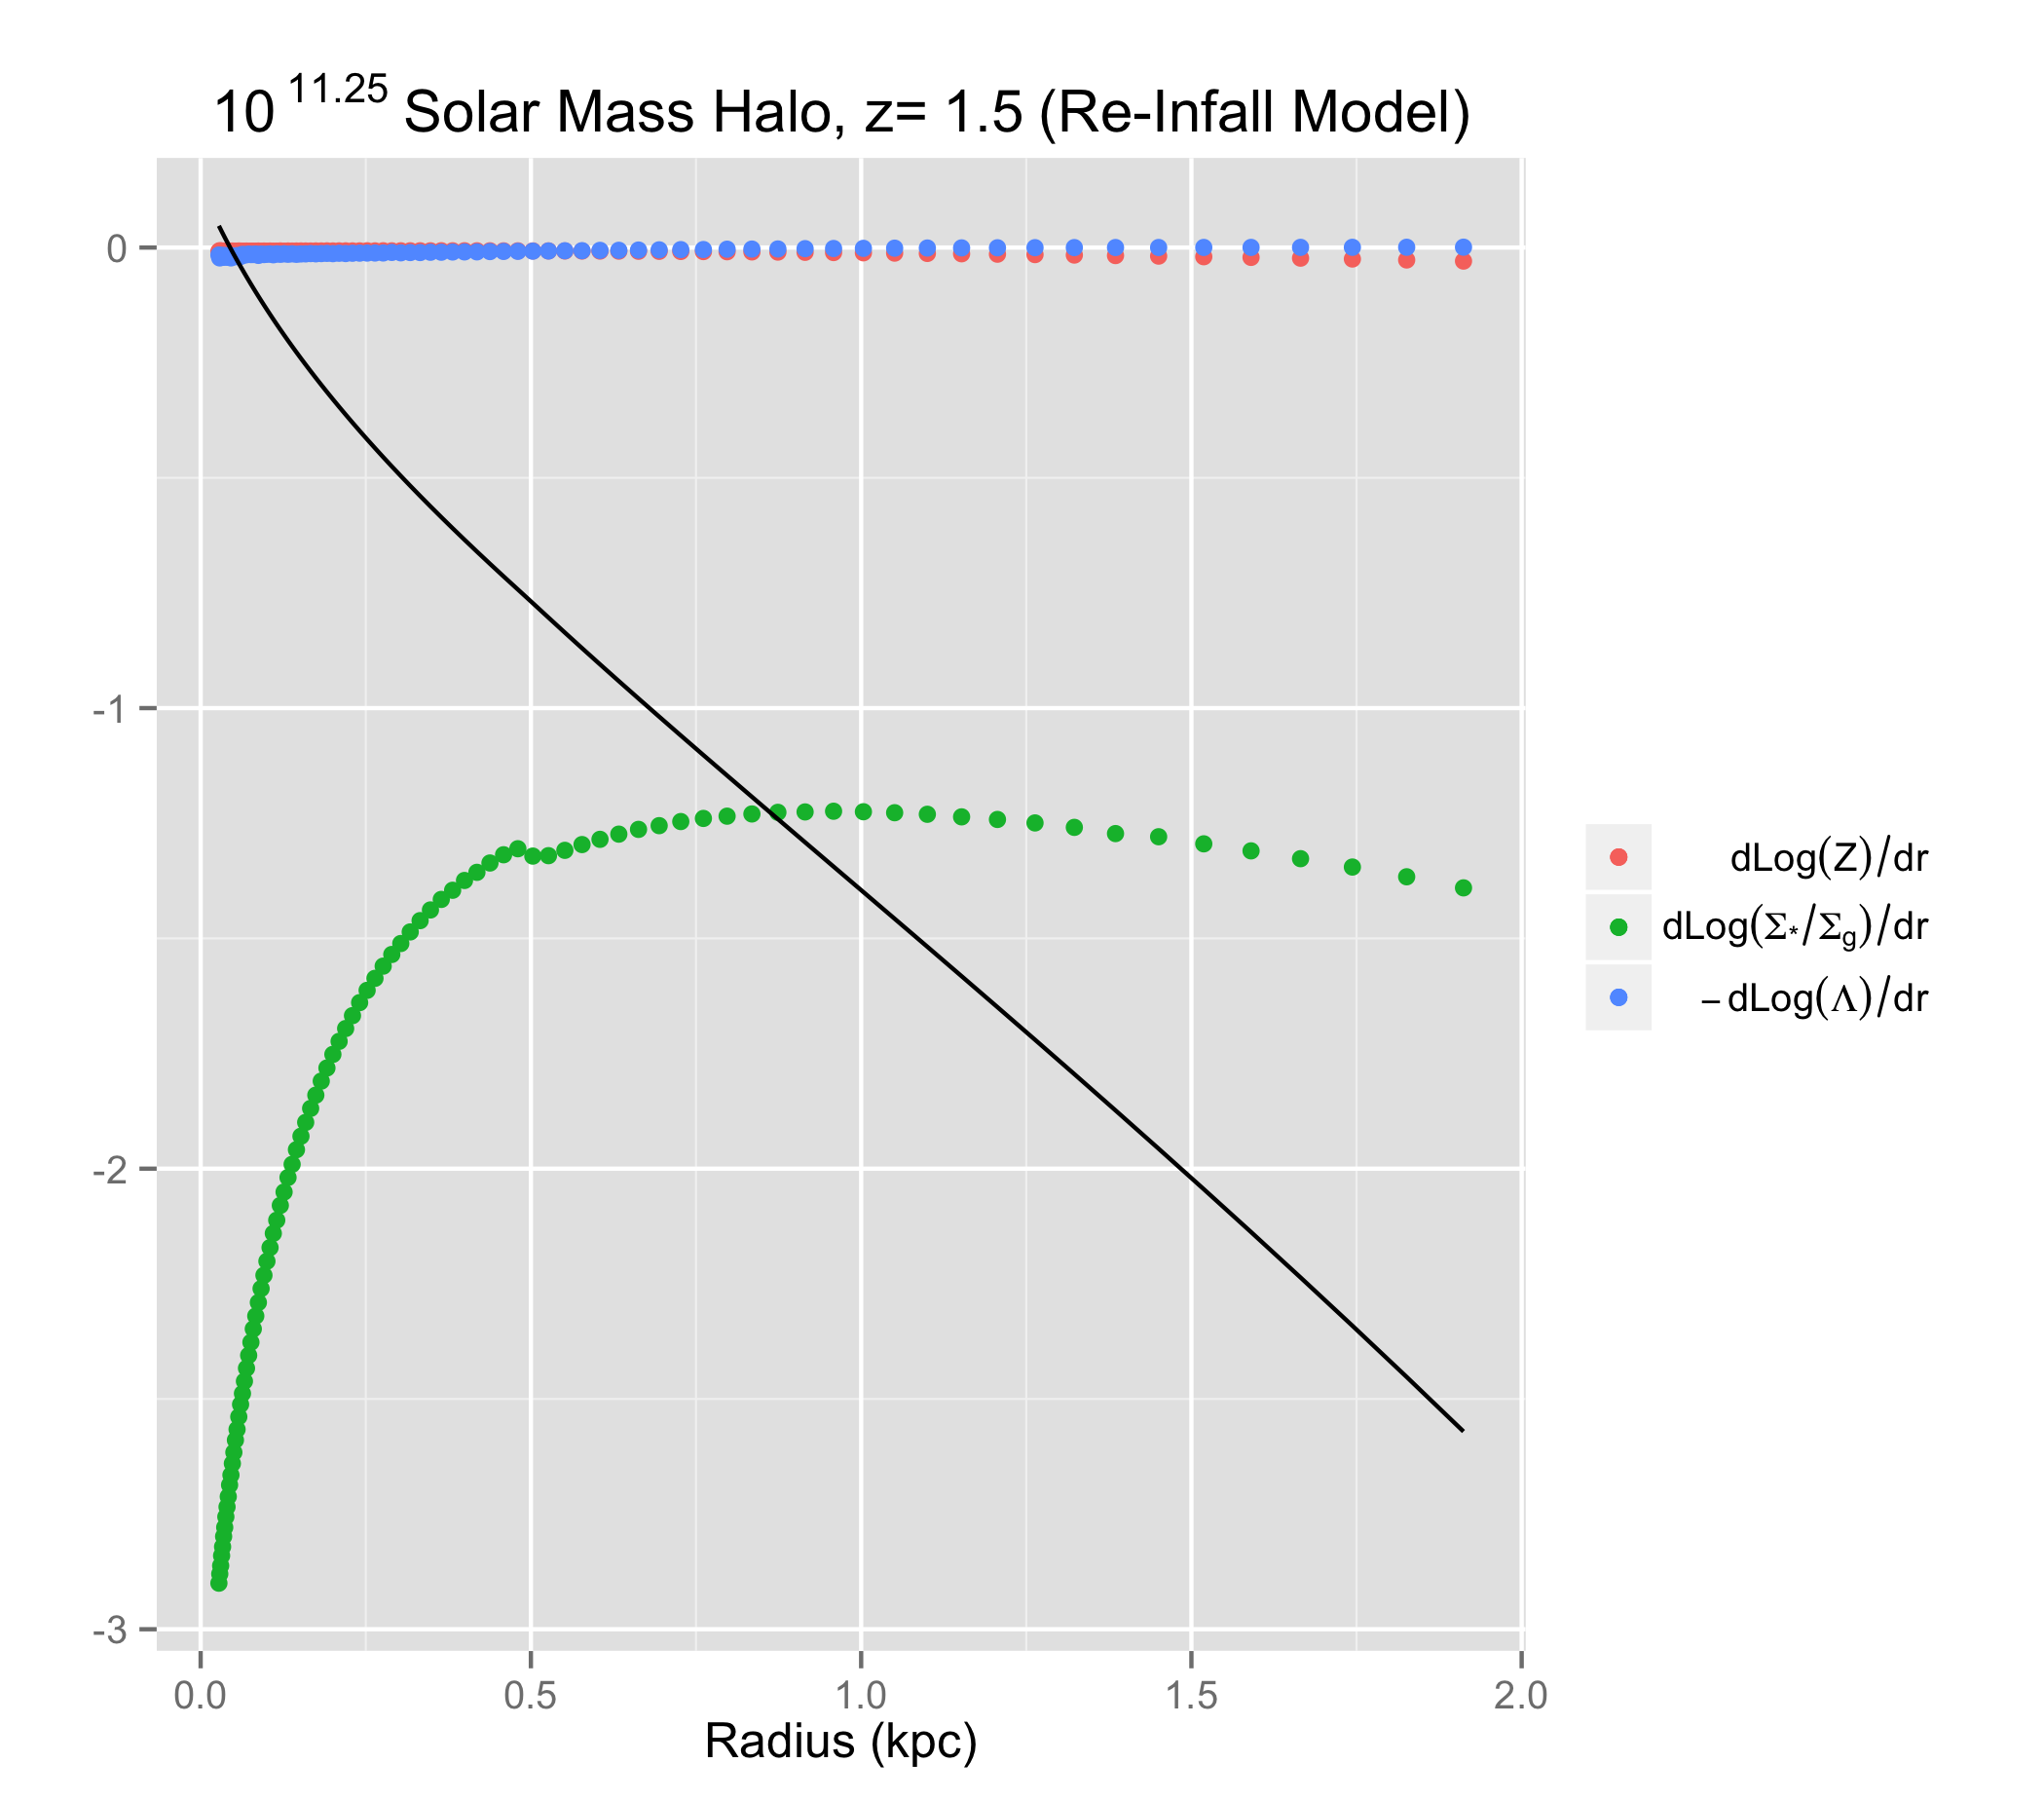 10^11.25 Solar Mass Halo, z= 1.5 (Re-Infall Model)
0
-1
-2
-3
0.0 0.5 1.0 1.5 2.0
Radius (kpc)
dLog(Z)/dr
dLog(Σ*/Σg)/dr
−dLog(Λ)/dr